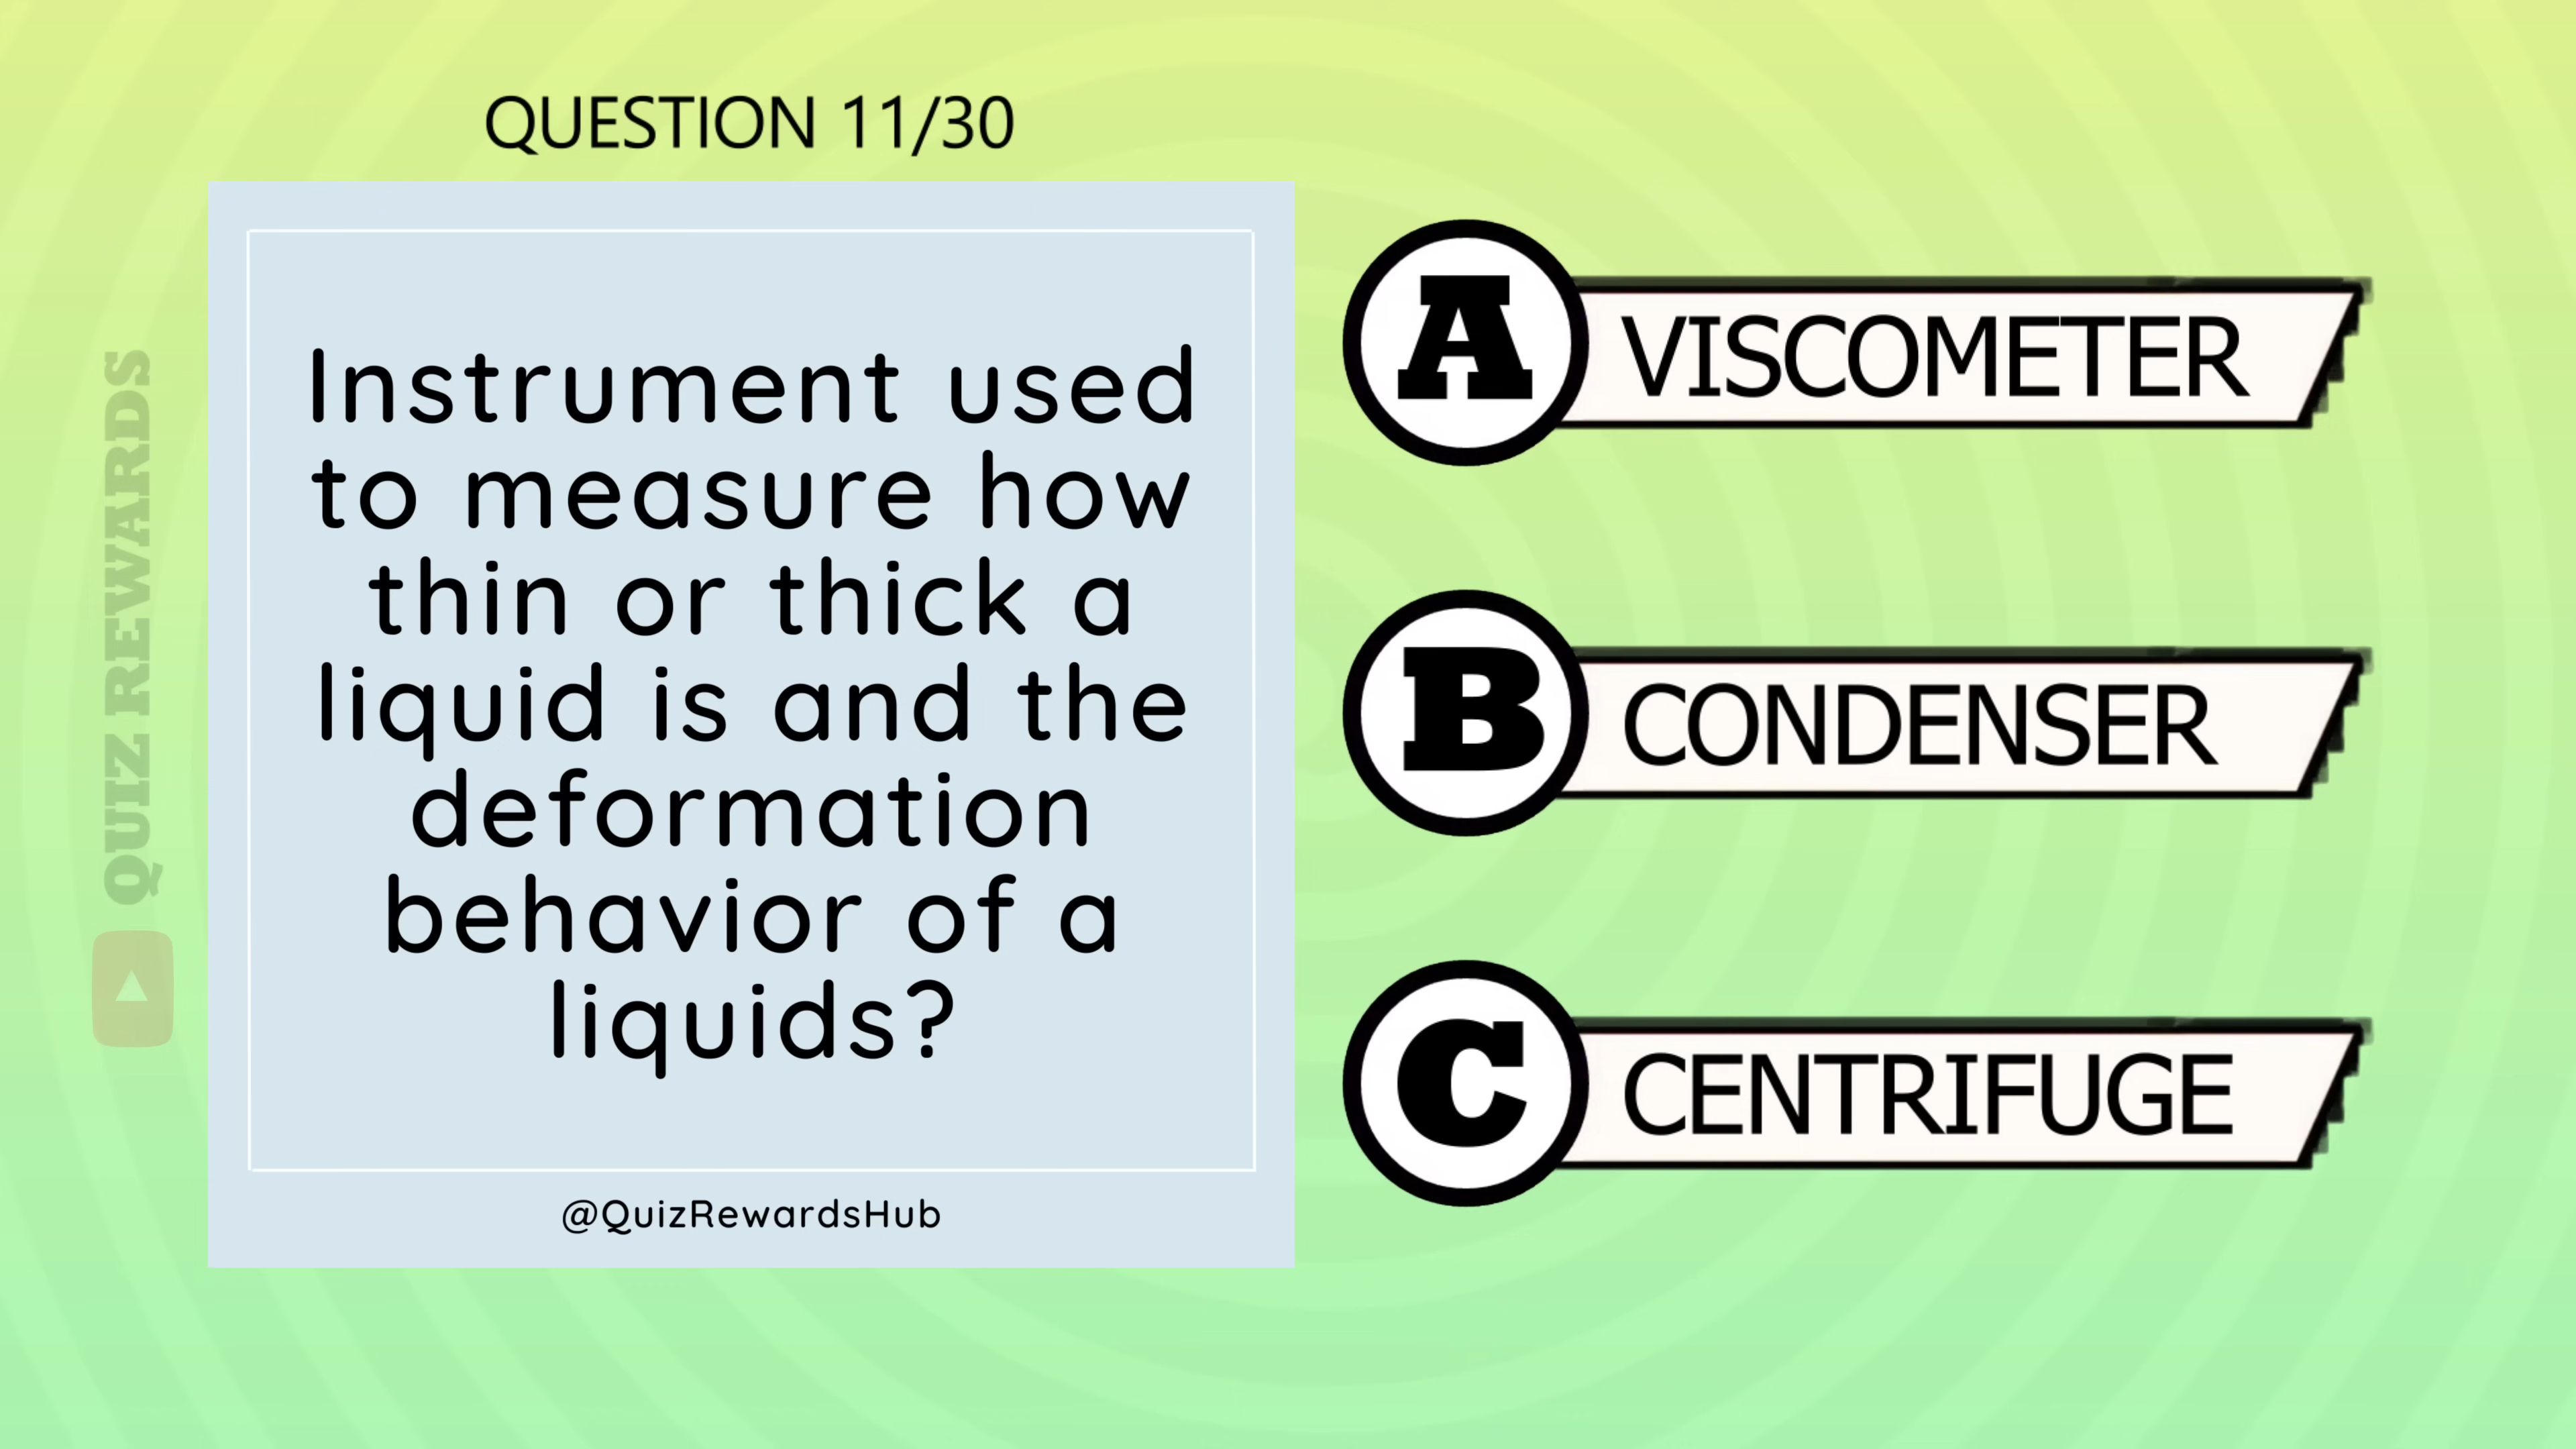 QUESTION 11/30
Instrument used
to measure how
thin or thick a
liquid is and the
deformation
behavior of a
liquids?
@QuizRewardsHub
A VISCOMETER
B CONDENSER
C CENTRIFUGE
QUIZ REWARDS